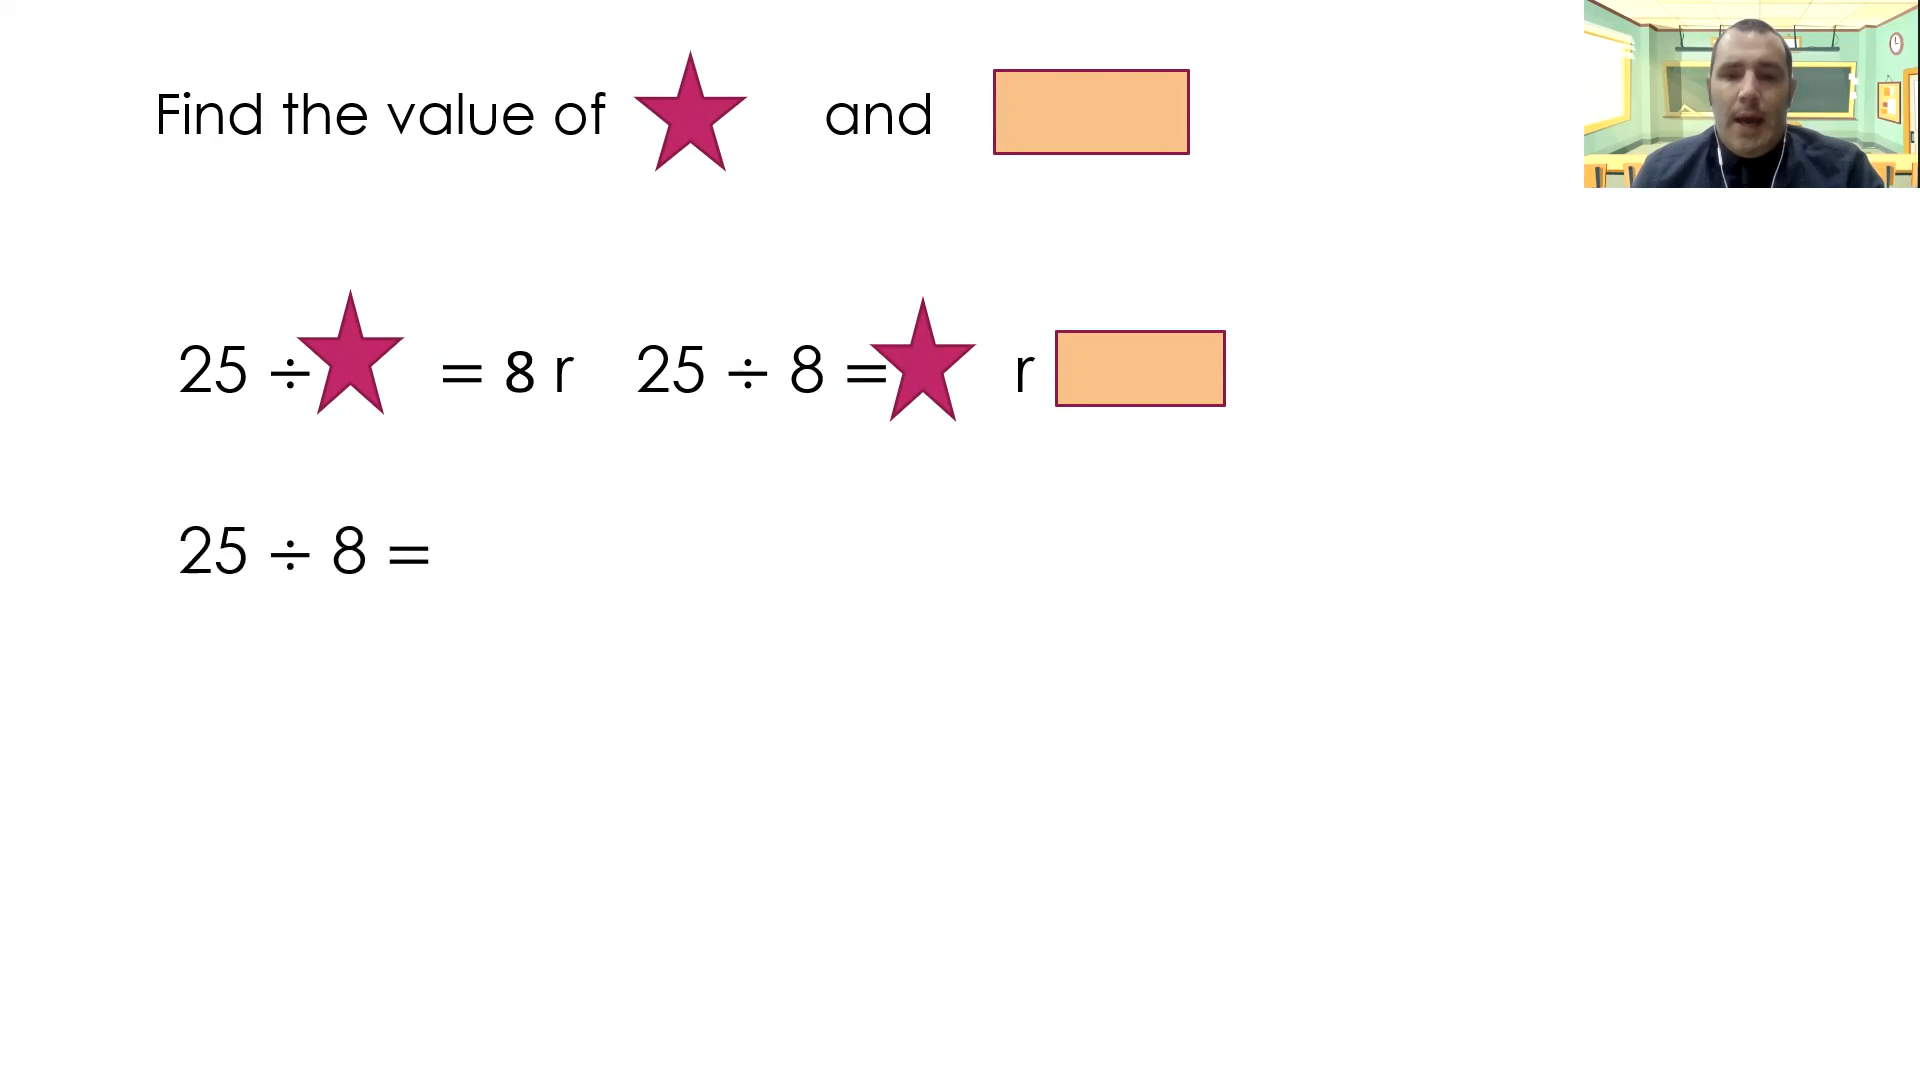 Find the value of and
25 ÷ = 8 r 25 ÷ 8 = r
25 ÷ 8 =